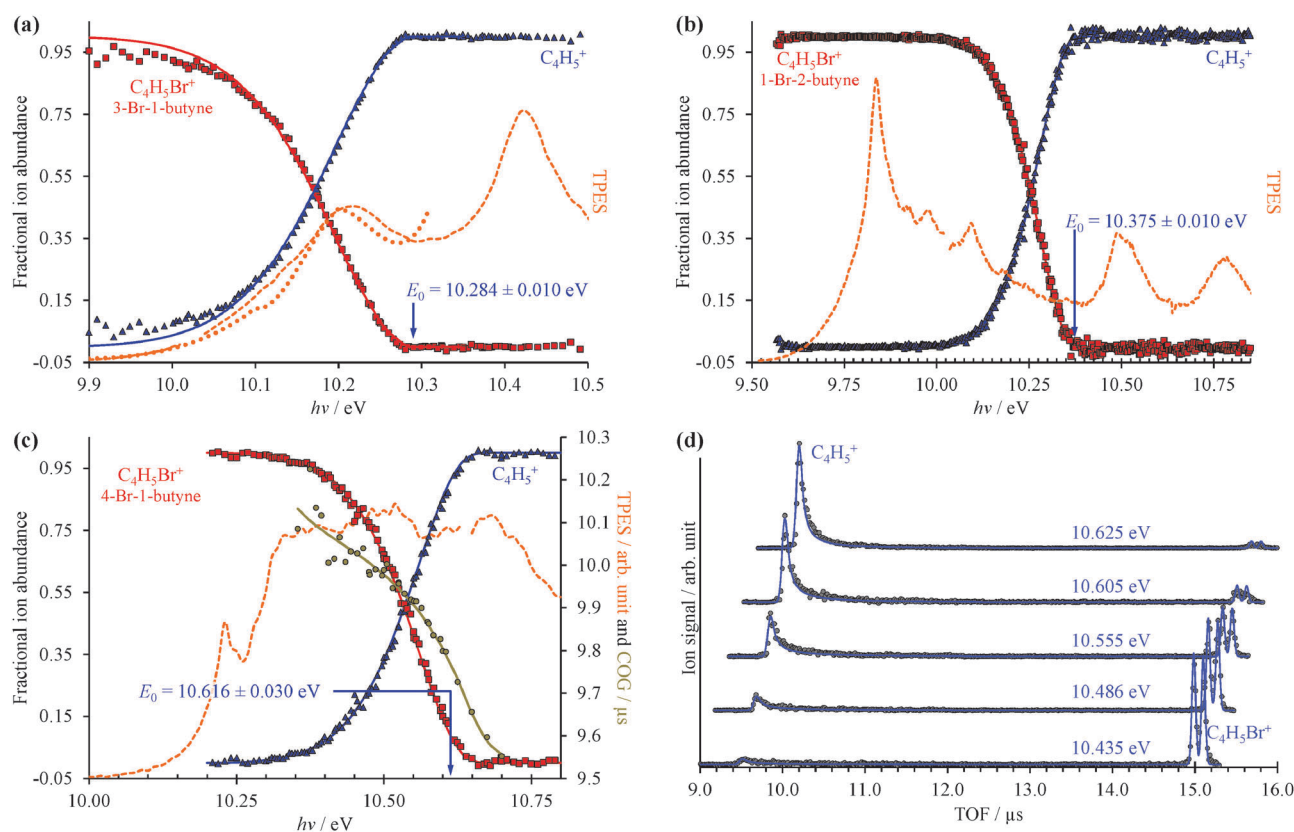 (a)
Fractional ion abundance
0.95
0.75
0.55
0.35
0.15
-0.05
C₄H₅Br⁺
3-Br-1-butyne
C₄H₅⁺
TPES
E₀ = 10.284 ± 0.010 eV
9.9
10.0
10.1
10.2
10.3
10.4
10.5
hν / eV
(b)
Fractional ion abundance
0.95
0.75
0.55
0.35
0.15
-0.05
C₄H₅Br⁺
1-Br-2-butyne
C₄H₅⁺
TPES
E₀ = 10.375 ± 0.010 eV
9.50
9.75
10.00
10.25
10.50
10.75
hν / eV
(c)
Fractional ion abundance
0.95
0.75
0.55
0.35
0.15
-0.05
C₄H₅Br⁺
4-Br-1-butyne
C₄H₅⁺
E₀ = 10.616 ± 0.030 eV
10.3
10.2
10.1
10.0
9.9
9.8
9.7
9.6
9.5
TPES / arb. unit and COG / µs
10.00
10.25
10.50
10.75
hν / eV
(d)
Ion signal / arb. unit
C₄H₅⁺
10.625 eV
10.605 eV
10.555 eV
10.486 eV
10.435 eV
C₄H₅Br⁺
9.0
10.0
11.0
12.0
13.0
14.0
15.0
16.0
TOF / µs